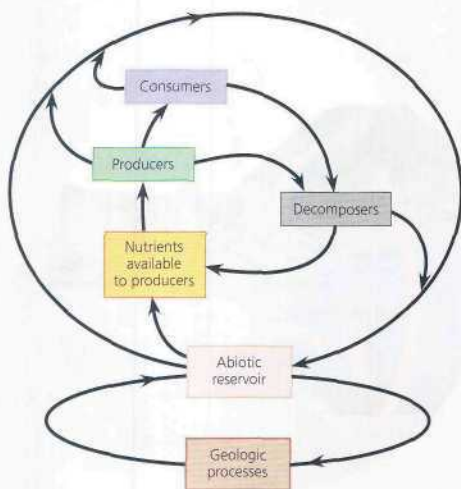 Consumers
Producers
Decomposers
Nutrients
available
to producers
Abiotic
reservoir
Geologic
processes